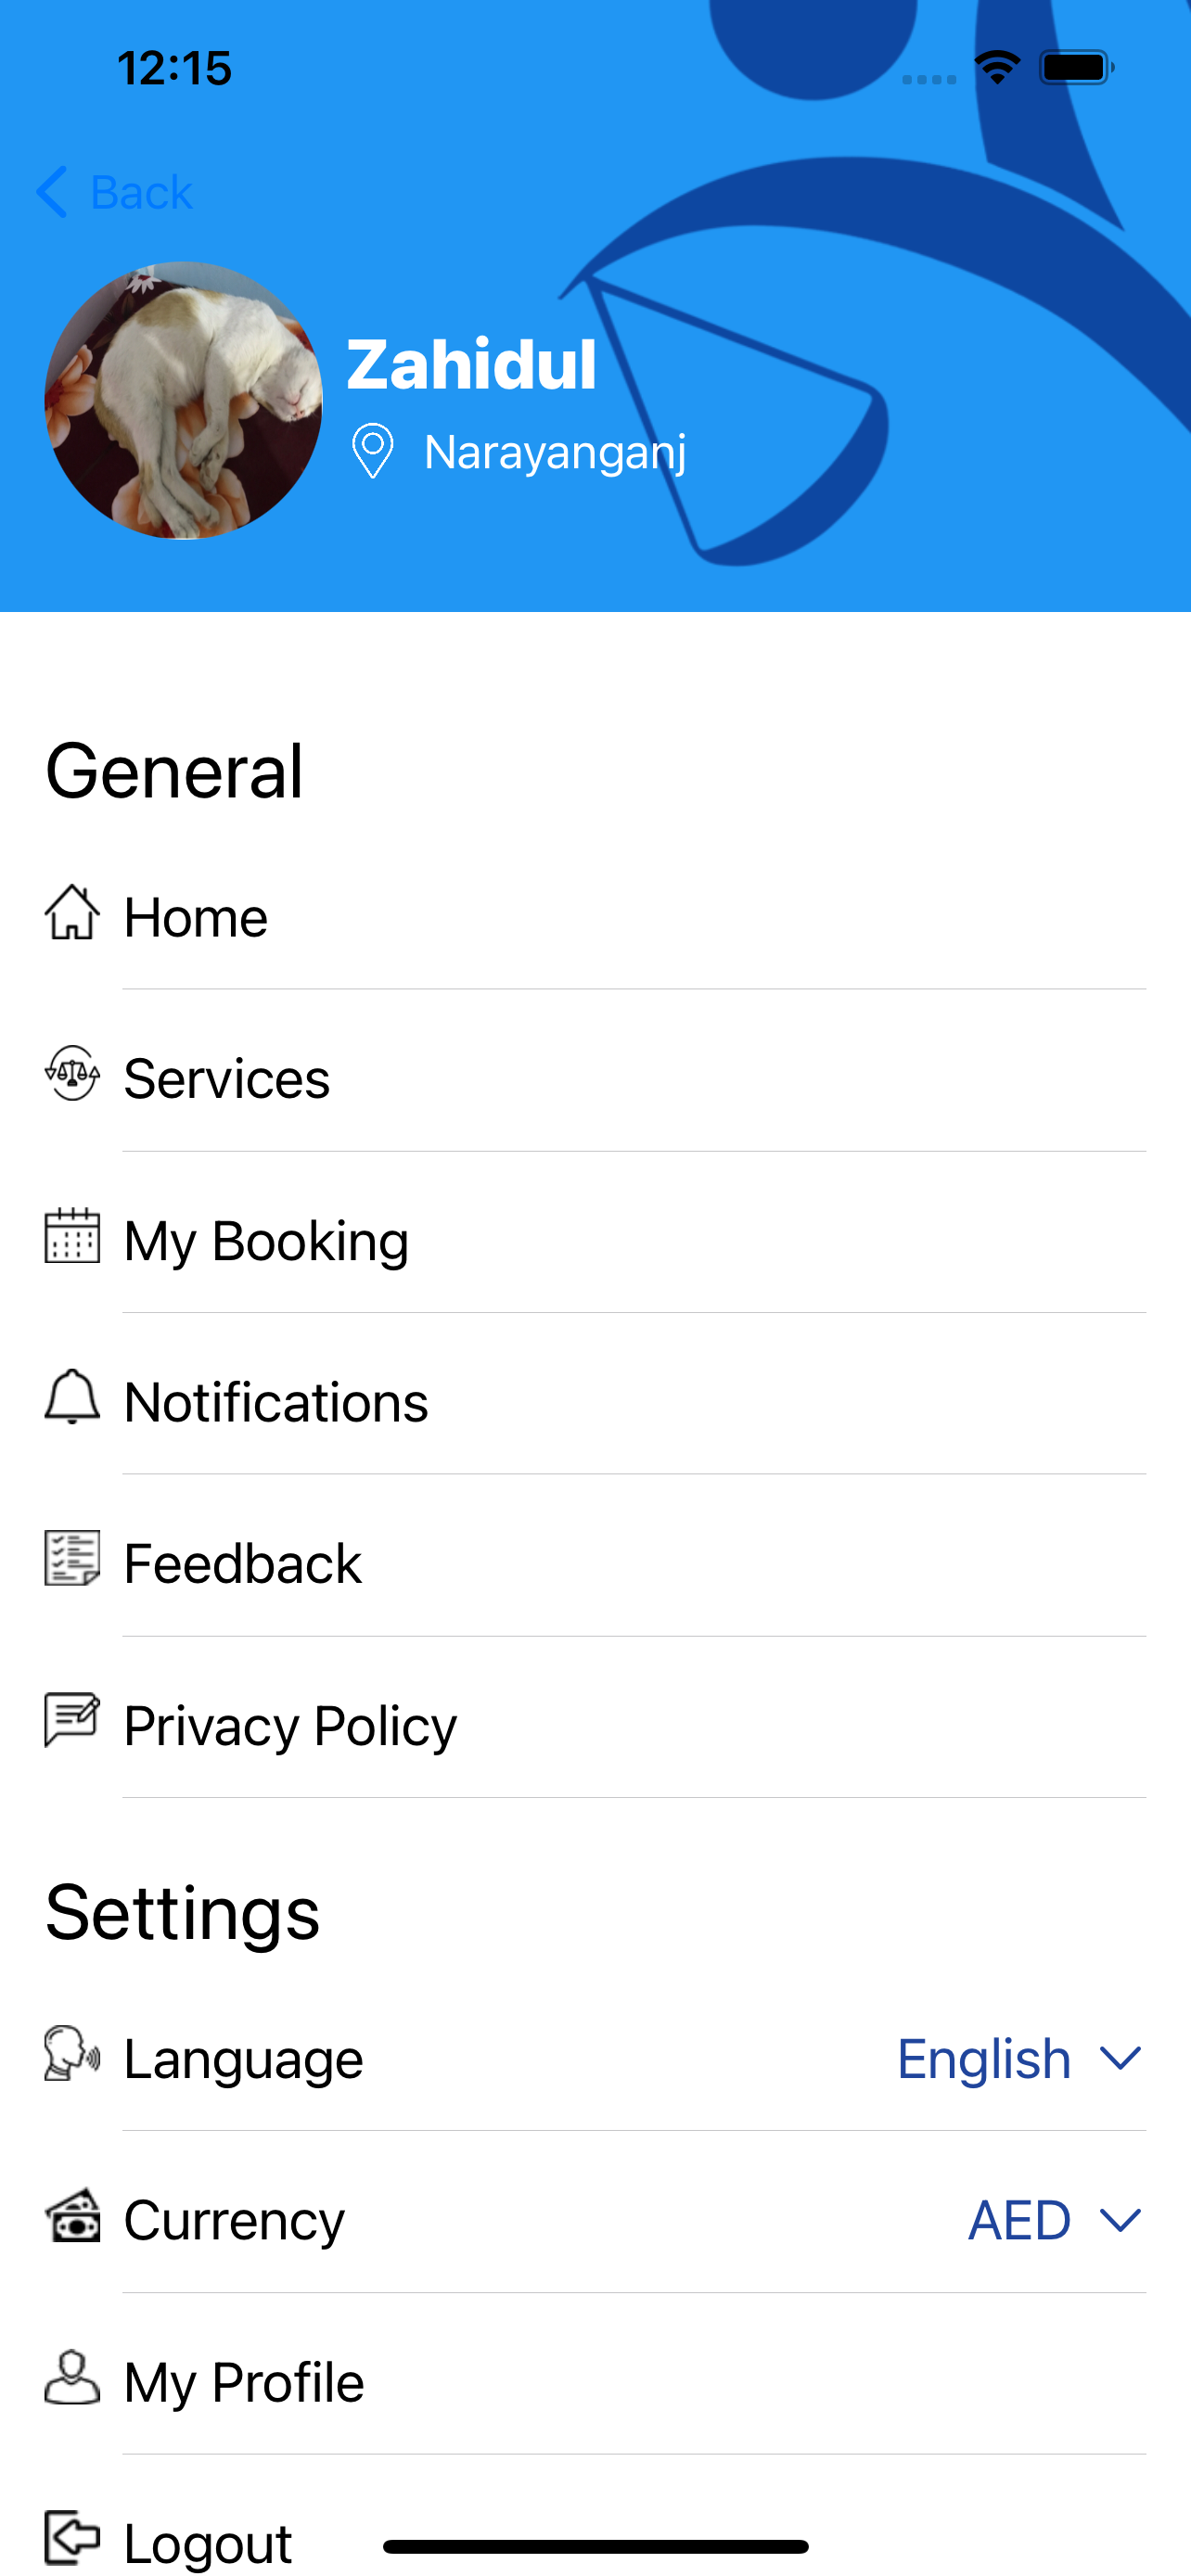 12:15
Back
Zahidul
Narayanganj
General
Home
Services
My Booking
Notifications
Feedback
Privacy Policy
Settings
Language English
Currency AED
My Profile
Logout